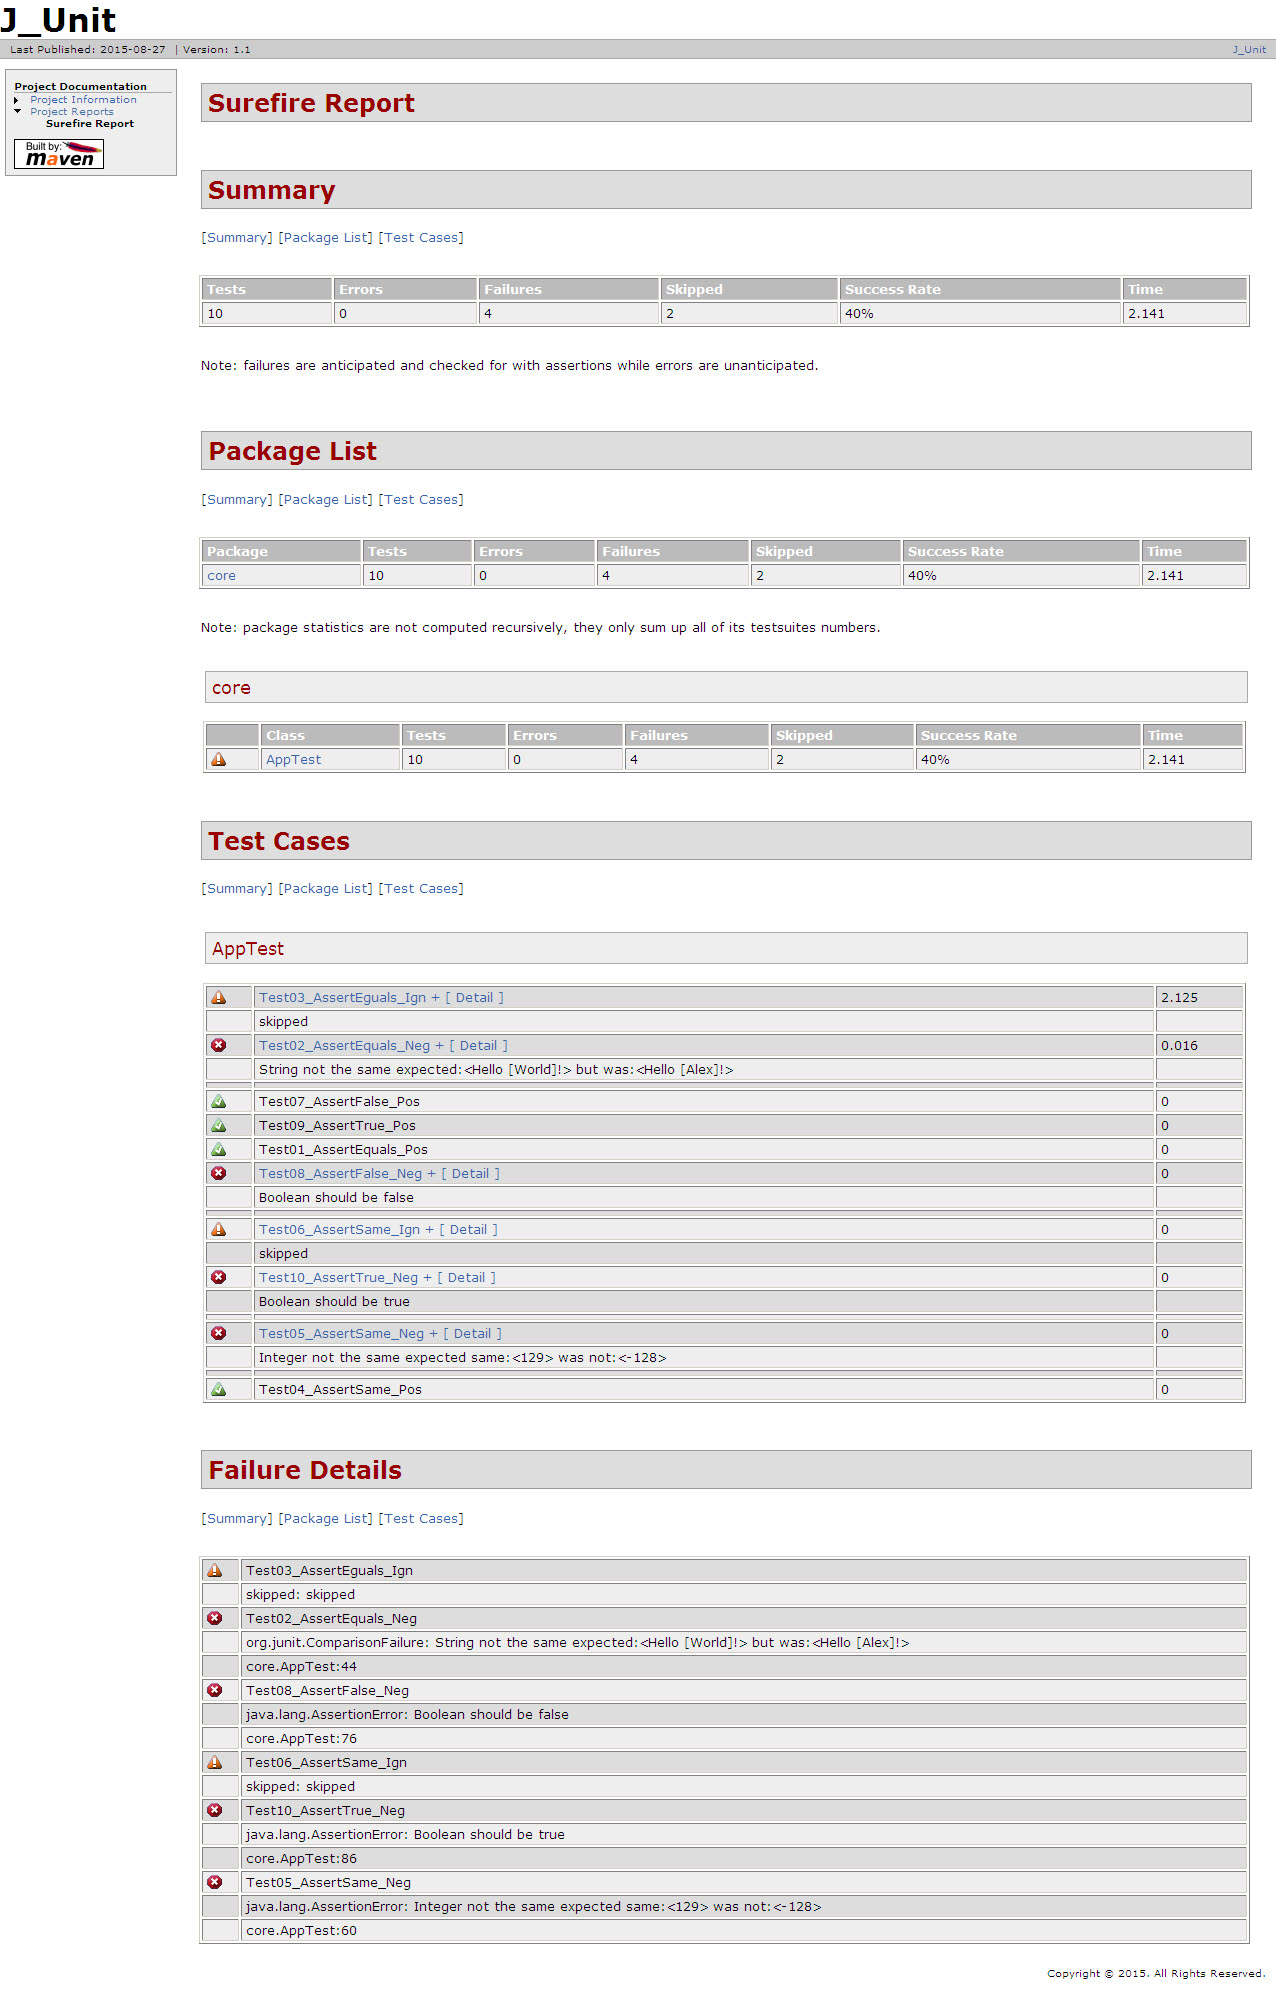 J_Unit
Last Published: 2015-08-27 | Version: 1.1
J_Unit
Project Documentation
Project Information
Project Reports
Surefire Report
Built by:
maven
Surefire Report
Summary
[Summary] [Package List] [Test Cases]
Tests Errors Failures Skipped Success Rate Time
10 0 4 2 40% 2.141
Note: failures are anticipated and checked for with assertions while errors are unanticipated.
Package List
[Summary] [Package List] [Test Cases]
Package Tests Errors Failures Skipped Success Rate Time
core 10 0 4 2 40% 2.141
Note: package statistics are not computed recursively, they only sum up all of its testsuites numbers.
core
Class Tests Errors Failures Skipped Success Rate Time
AppTest 10 0 4 2 40% 2.141
Test Cases
[Summary] [Package List] [Test Cases]
AppTest
Test03_AssertEguals_Ign + [ Detail ] 2.125
skipped
Test02_AssertEquals_Neg + [ Detail ] 0.016
String not the same expected:<Hello [World]!> but was:<Hello [Alex]!>
Test07_AssertFalse_Pos 0
Test09_AssertTrue_Pos 0
Test01_AssertEquals_Pos 0
Test08_AssertFalse_Neg + [ Detail ] 0
Boolean should be false
Test06_AssertSame_Ign + [ Detail ] 0
skipped
Test10_AssertTrue_Neg + [ Detail ] 0
Boolean should be true
Test05_AssertSame_Neg + [ Detail ] 0
Integer not the same expected same:<129> was not:<-128>
Test04_AssertSame_Pos 0
Failure Details
[Summary] [Package List] [Test Cases]
Test03_AssertEguals_Ign
skipped: skipped
Test02_AssertEquals_Neg
org.junit.ComparisonFailure: String not the same expected:<Hello [World]!> but was:<Hello [Alex]!>
core.AppTest:44
Test08_AssertFalse_Neg
java.lang.AssertionError: Boolean should be false
core.AppTest:76
Test06_AssertSame_Ign
skipped: skipped
Test10_AssertTrue_Neg
java.lang.AssertionError: Boolean should be true
core.AppTest:86
Test05_AssertSame_Neg
java.lang.AssertionError: Integer not the same expected same:<129> was not:<-128>
core.AppTest:60
Copyright © 2015. All Rights Reserved.